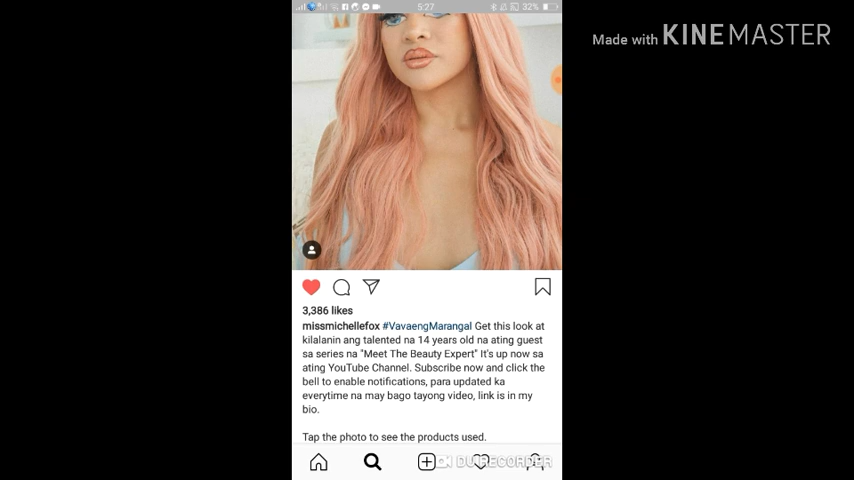 5:27
32%
Made with KINEMASTER
3,386 likes
missmichellefox #VavaengMarangal Get this look at
kilalanin ang talented na 14 years old na ating guest
sa series na "Meet The Beauty Expert" It's up now sa
ating YouTube Channel. Subscribe now and click the
bell to enable notifications, para updated ka
everytime na may bago tayong video, link is in my
bio.
Tap the photo to see the products used.
DU RECORDER